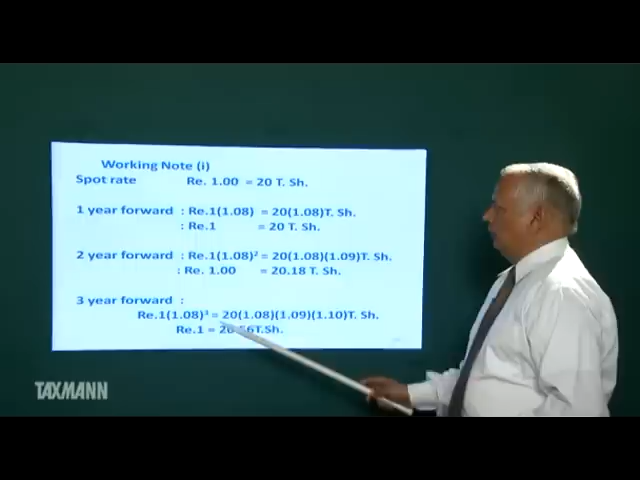 Working Note (i)
Spot rate Re. 1.00 = 20 T. Sh.
1 year forward : Re.1(1.08) = 20(1.08)T. Sh.
: Re.1 = 20 T. Sh.
2 year forward : Re.1(1.08)² = 20(1.08)(1.09)T. Sh.
: Re. 1.00 = 20.18 T. Sh.
3 year forward :
Re.1(1.08)³ = 20(1.08)(1.09)(1.10)T. Sh.
Re.1 = 20.56T.Sh.
TAXMANN